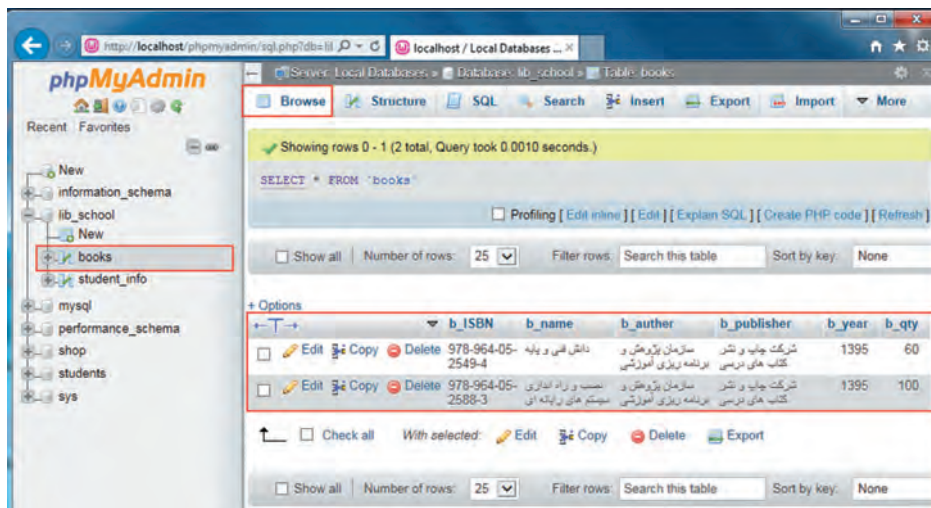 http://localhost/phpmyadmin/sql.php?db=lil
localhost / Local Databases ...
phpMyAdmin
Recent Favorites
New
information_schema
lib_school
New
books
student_info
mysql
performance_schema
shop
students
sys
Server: Local Databases » Database: lib_school » Table: books
Browse Structure SQL Search Insert Export Import More
Showing rows 0 - 1 (2 total, Query took 0.0010 seconds.)
SELECT * FROM `books`
Profiling [ Edit inline ] [ Edit ] [ Explain SQL ] [ Create PHP code ] [ Refresh ]
Show all Number of rows: 25 Filter rows: Search this table Sort by key: None
+ Options
←T→ b_ISBN b_name b_auther b_publisher b_year b_qty
Edit Copy Delete 978-964-05- دانش فنی و پایه سازمان پژوهش و شرکت چاپ و نشر 1395 60
2549-4 برنامه ریزی آموزشی کتاب های درسی
Edit Copy Delete 978-964-05- نصب و راه اندازی سازمان پژوهش و شرکت چاپ و نشر 1395 100
2588-3 سیستم های رایانه ای برنامه ریزی آموزشی کتاب های درسی
Check all With selected: Edit Copy Delete Export
Show all Number of rows: 25 Filter rows: Search this table Sort by key: None